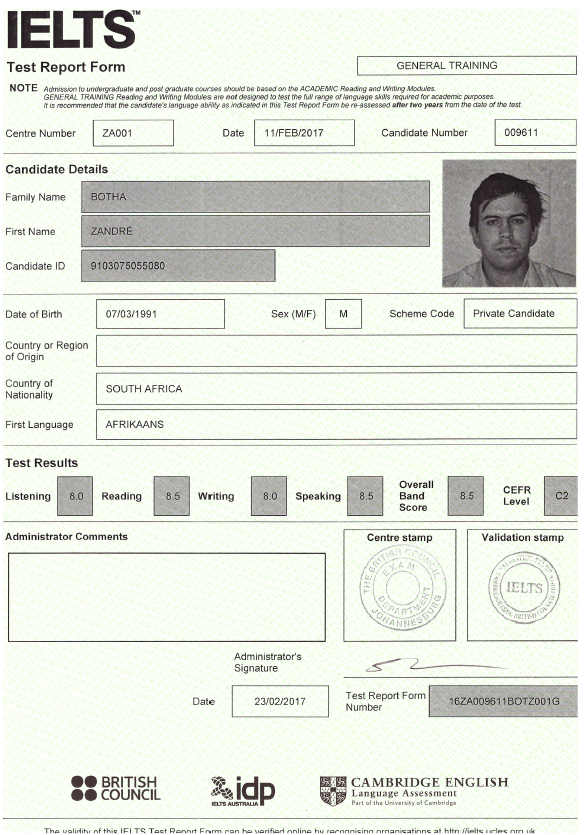 IELTS™
Test Report Form
GENERAL TRAINING
NOTE Admission to undergraduate and post graduate courses should be based on the ACADEMIC Reading and Writing Modules.
GENERAL TRAINING Reading and Writing Modules are not designed to test the full range of language skills required for academic purposes.
It is recommended that the candidate's language ability as indicated in this Test Report Form be re-assessed after two years from the date of the test.
Centre Number ZA001 Date 11/FEB/2017 Candidate Number 009611
Candidate Details
Family Name BOTHA
First Name ZANDRÉ
Candidate ID 9103075055080
Date of Birth 07/03/1991 Sex (M/F) M Scheme Code Private Candidate
Country or Region
of Origin
Country of
Nationality SOUTH AFRICA
First Language AFRIKAANS
Test Results
Listening 8.0 Reading 8.5 Writing 8.0 Speaking 8.5 Overall Band Score 8.5 CEFR Level C2
Administrator Comments
Centre stamp
THE BRITISH COUNCIL
EXAM
DEPARTMENT
JOHANNESBURG
Validation stamp
IELTS
Administrator's
Signature
Date 23/02/2017
Test Report Form
Number 16ZA009611BOTZ001G
BRITISH
COUNCIL
idp
IELTS AUSTRALIA
CAMBRIDGE ENGLISH
Language Assessment
Part of the University of Cambridge
The validity of this IELTS Test Report Form can be verified online by recognising organisations at http://ielts.ucles.org.uk